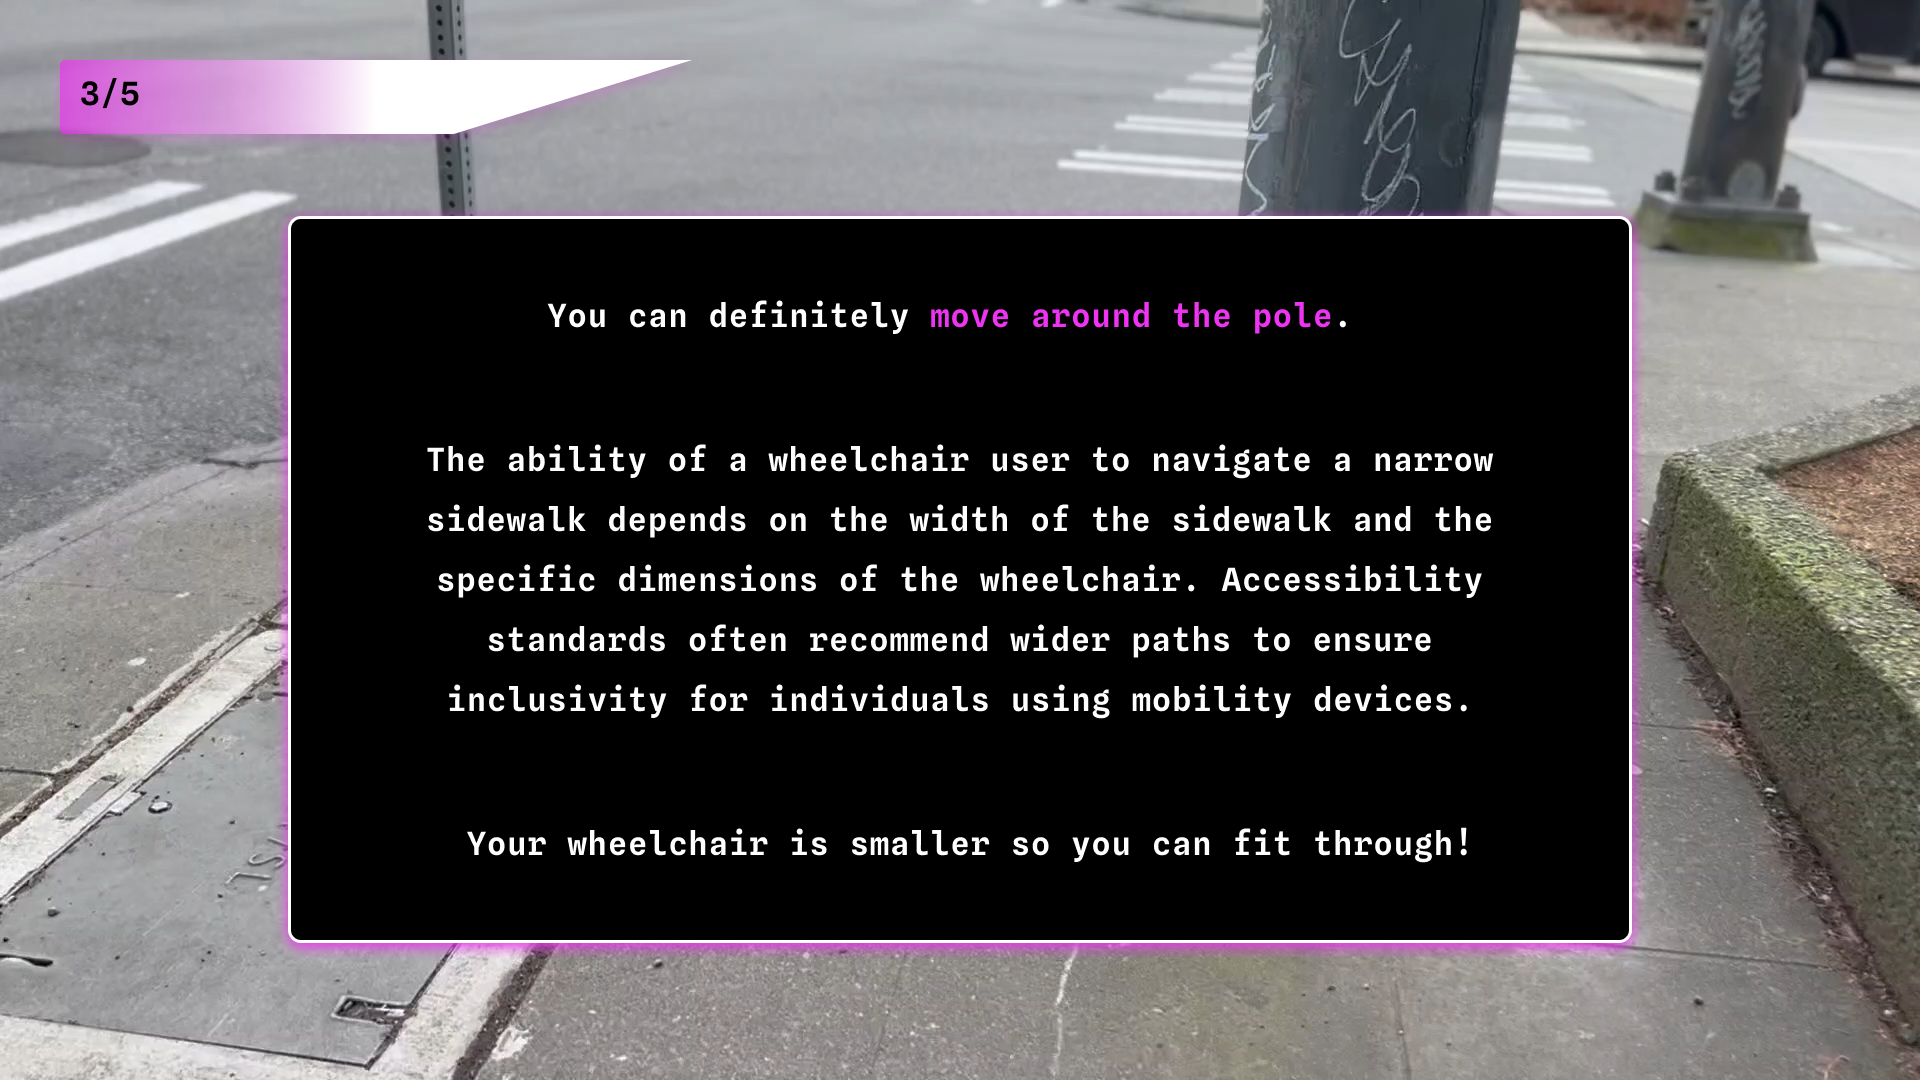 3/5
You can definitely move around the pole.
The ability of a wheelchair user to navigate a narrow
sidewalk depends on the width of the sidewalk and the
specific dimensions of the wheelchair. Accessibility
standards often recommend wider paths to ensure
inclusivity for individuals using mobility devices.
Your wheelchair is smaller so you can fit through!